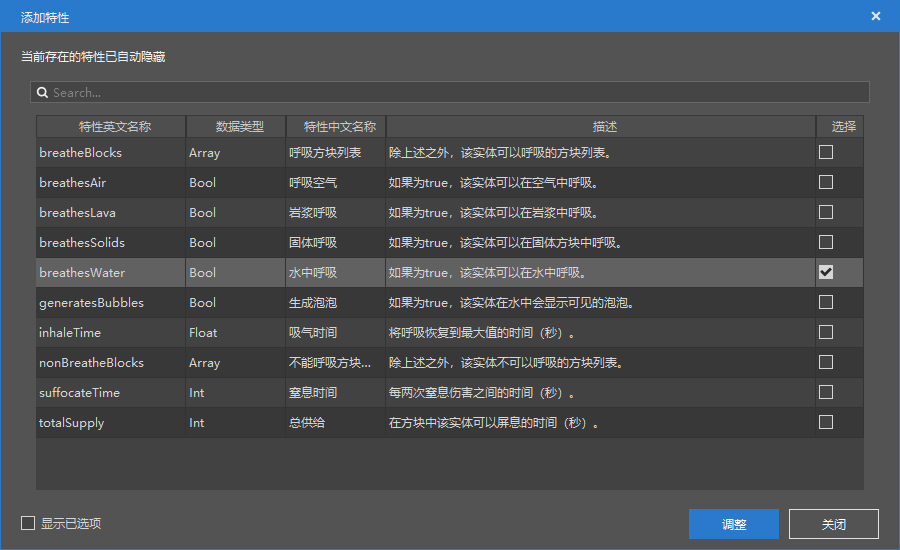 添加特性
当前存在的特性已自动隐藏
Search...
特性英文名称 数据类型 特性中文名称 描述 选择
breatheBlocks Array 呼吸方块列表 除上述之外，该实体可以呼吸的方块列表。
breathesAir Bool 呼吸空气 如果为true，该实体可以在空气中呼吸。
breathesLava Bool 岩浆呼吸 如果为true，该实体可以在岩浆中呼吸。
breathesSolids Bool 固体呼吸 如果为true，该实体可以在固体方块中呼吸。
breathesWater Bool 水中呼吸 如果为true，该实体可以在水中呼吸。
generatesBubbles Bool 生成泡泡 如果为true，该实体在水中会显示可见的泡泡。
inhaleTime Float 吸气时间 将呼吸恢复到最大值的时间（秒）。
nonBreatheBlocks Array 不能呼吸方块... 除上述之外，该实体不可以呼吸的方块列表。
suffocateTime Int 窒息时间 每两次窒息伤害之间的时间（秒）。
totalSupply Int 总供给 在方块中该实体可以屏息的时间（秒）。
显示已选项 调整 关闭